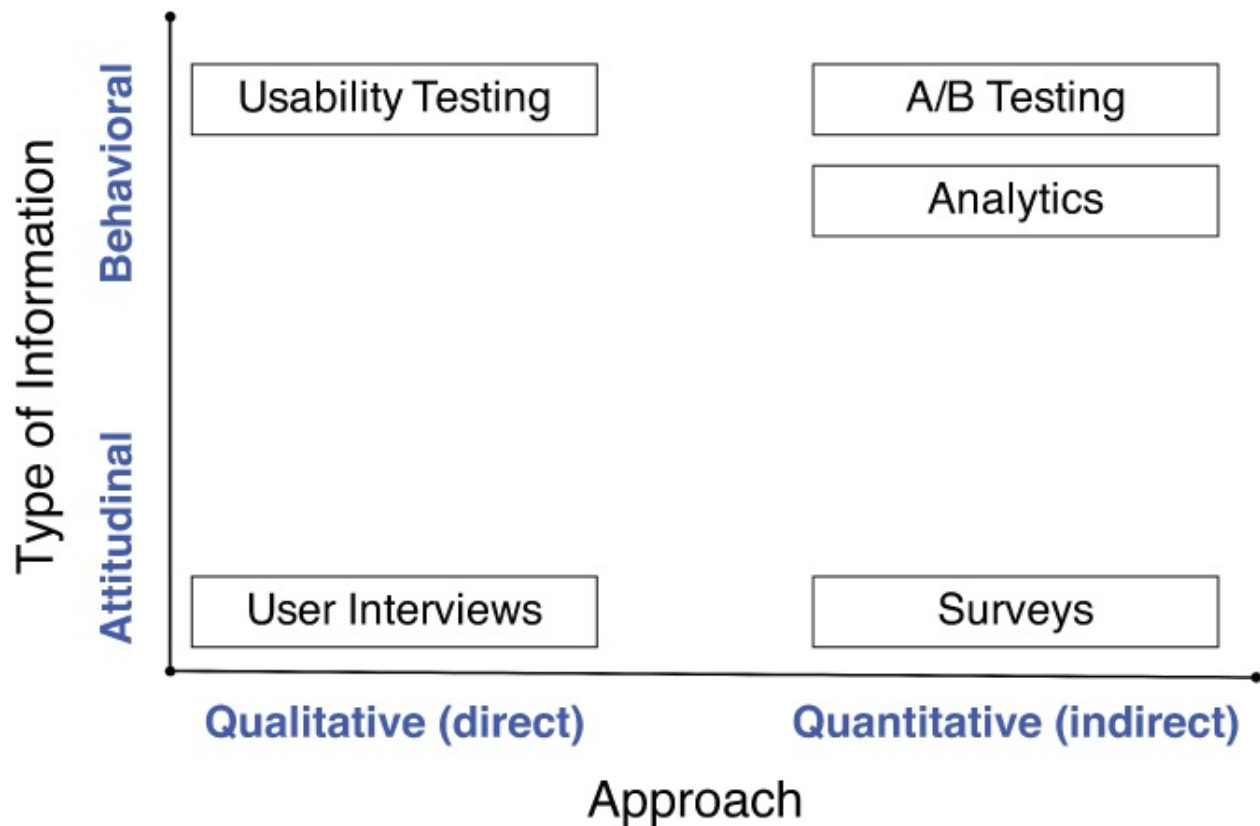 Type of Information
Behavioral
Attitudinal
Usability Testing
A/B Testing
Analytics
User Interviews
Surveys
Qualitative (direct)
Quantitative (indirect)
Approach